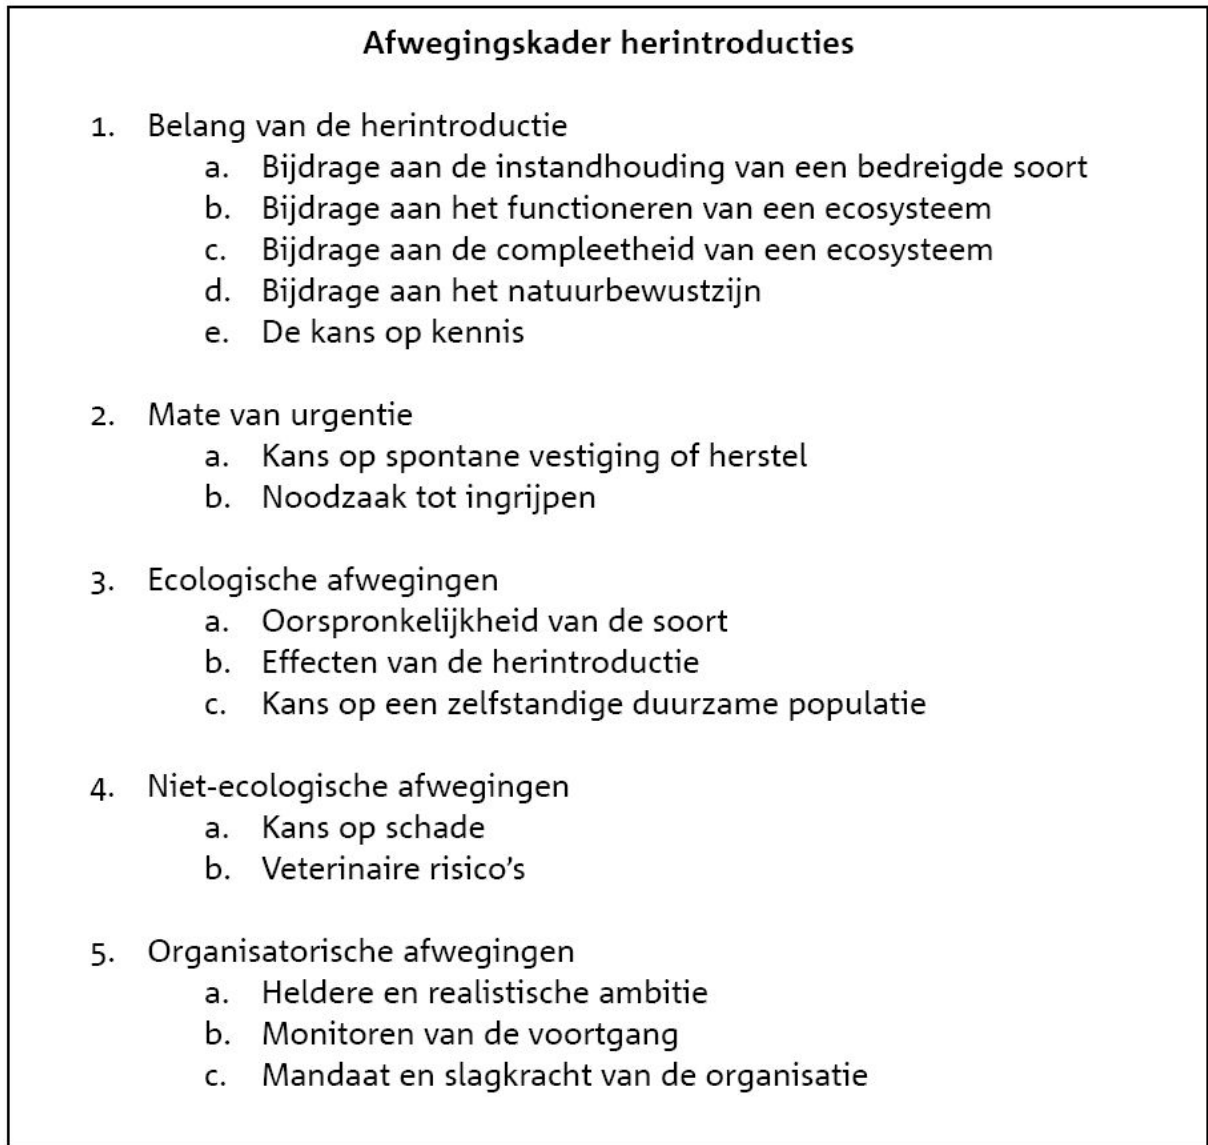 Afwegingskader herintroducties
1. Belang van de herintroductie
a. Bijdrage aan de instandhouding van een bedreigde soort
b. Bijdrage aan het functioneren van een ecosysteem
c. Bijdrage aan de compleetheid van een ecosysteem
d. Bijdrage aan het natuurbewustzijn
e. De kans op kennis
2. Mate van urgentie
a. Kans op spontane vestiging of herstel
b. Noodzaak tot ingrijpen
3. Ecologische afwegingen
a. Oorspronkelijkheid van de soort
b. Effecten van de herintroductie
c. Kans op een zelfstandige duurzame populatie
4. Niet-ecologische afwegingen
a. Kans op schade
b. Veterinaire risico's
5. Organisatorische afwegingen
a. Heldere en realistische ambitie
b. Monitoren van de voortgang
c. Mandaat en slagkracht van de organisatie